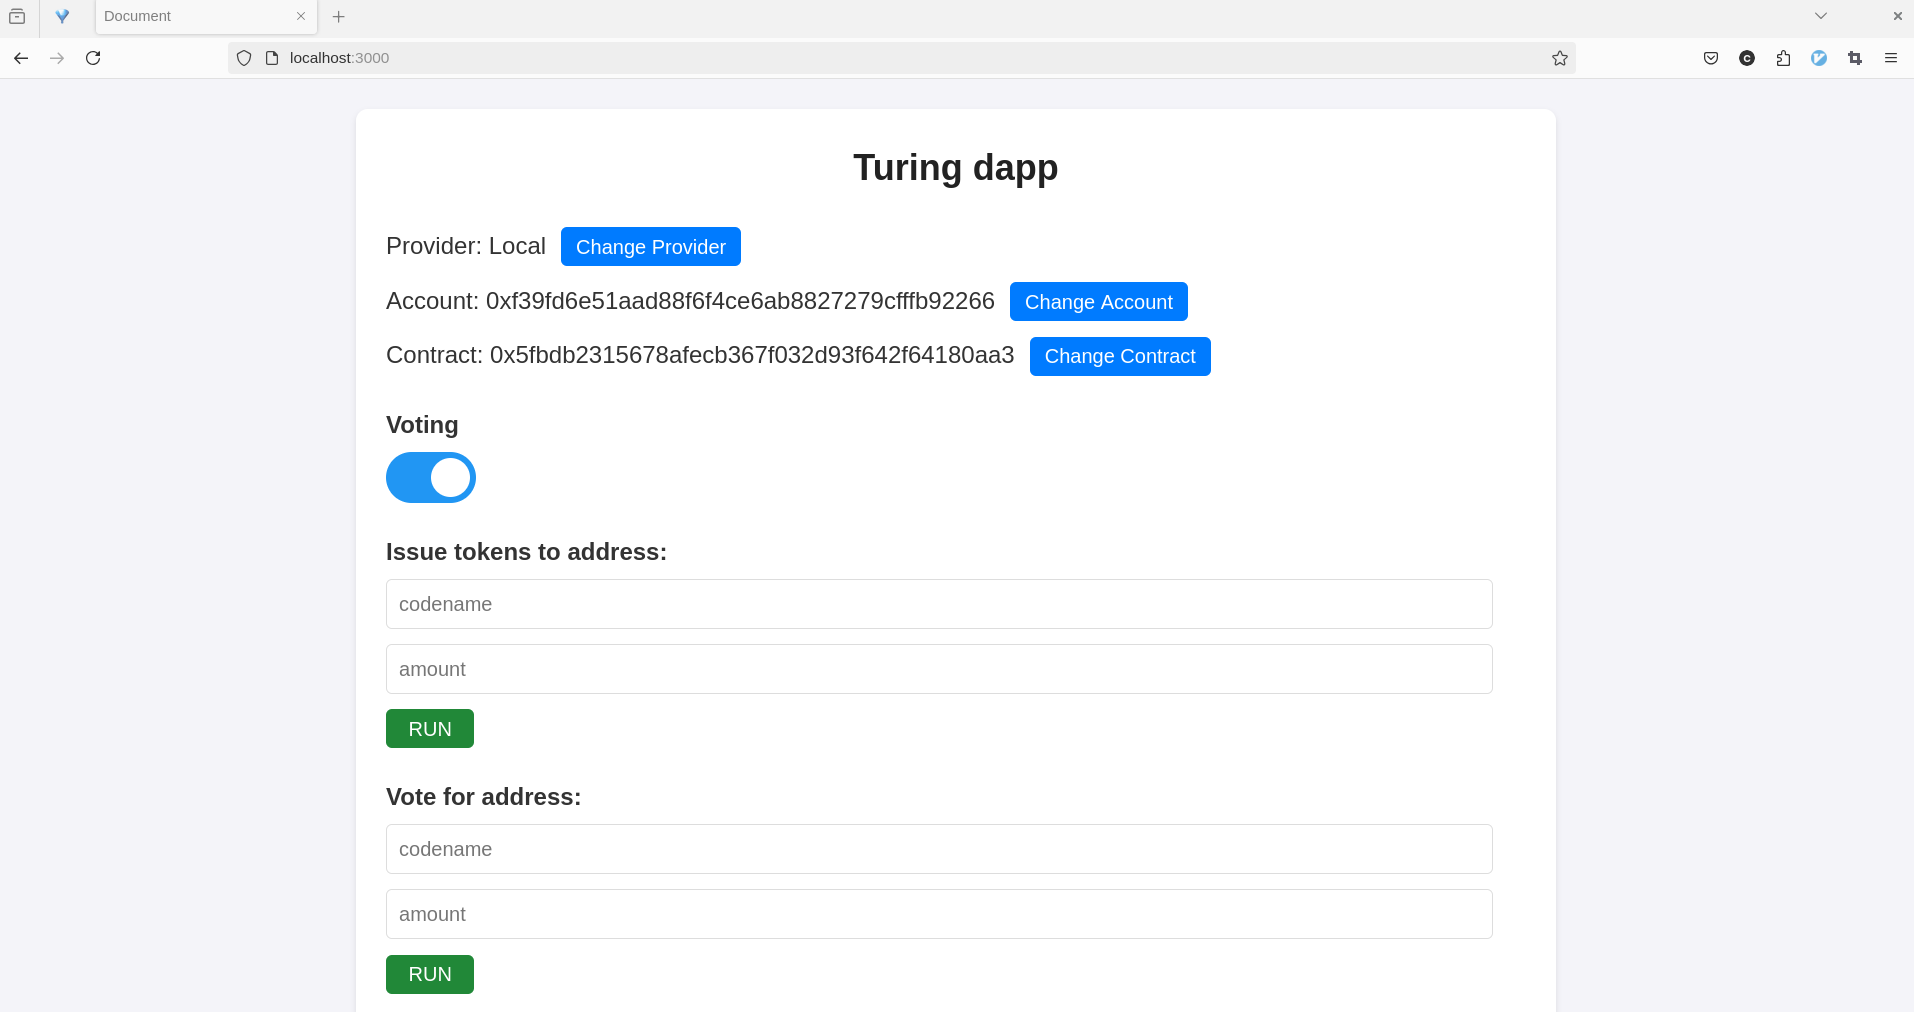 Document
localhost:3000
Turing dapp
Provider: Local Change Provider
Account: 0xf39fd6e51aad88f6f4ce6ab8827279cfffb92266 Change Account
Contract: 0x5fbdb2315678afecb367f032d93f642f64180aa3 Change Contract
Voting
Issue tokens to address:
codename
amount
RUN
Vote for address:
codename
amount
RUN